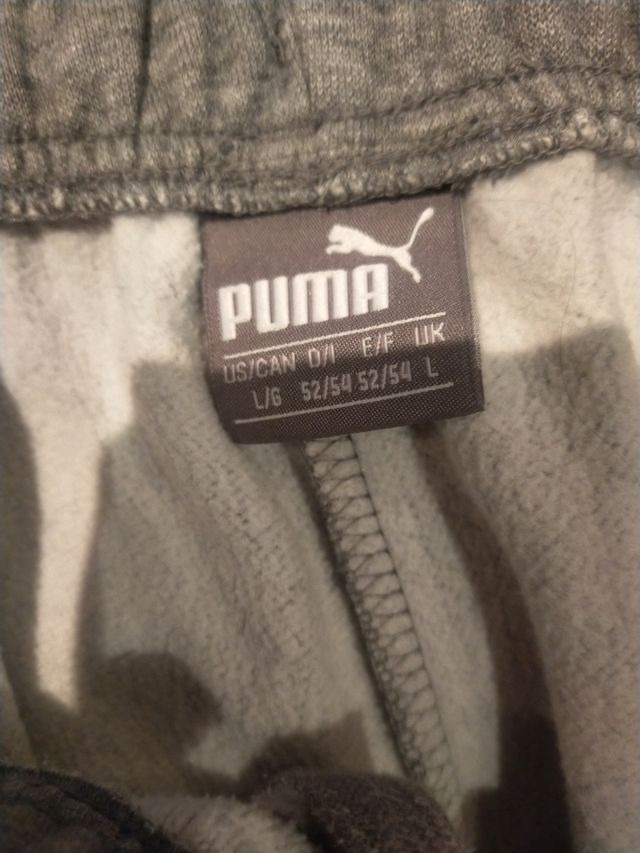 PUMA
US/CAN D/I E/F UK
L/G 52/54 52/54 L